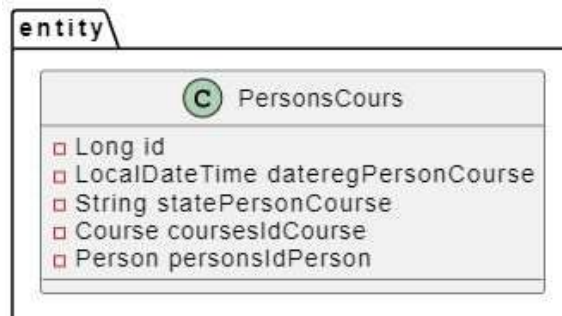 entity
C PersonsCours
Long id
LocalDateTime dateregPersonCourse
String statePersonCourse
Course coursesIdCourse
Person personsIdPerson